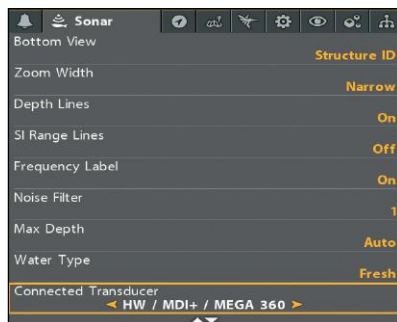 Sonar
Bottom View
Structure ID
Zoom Width
Narrow
Depth Lines
On
SI Range Lines
Off
Frequency Label
On
Noise Filter
1
Max Depth
Auto
Water Type
Fresh
Connected Transducer
HW / MDI+ / MEGA 360